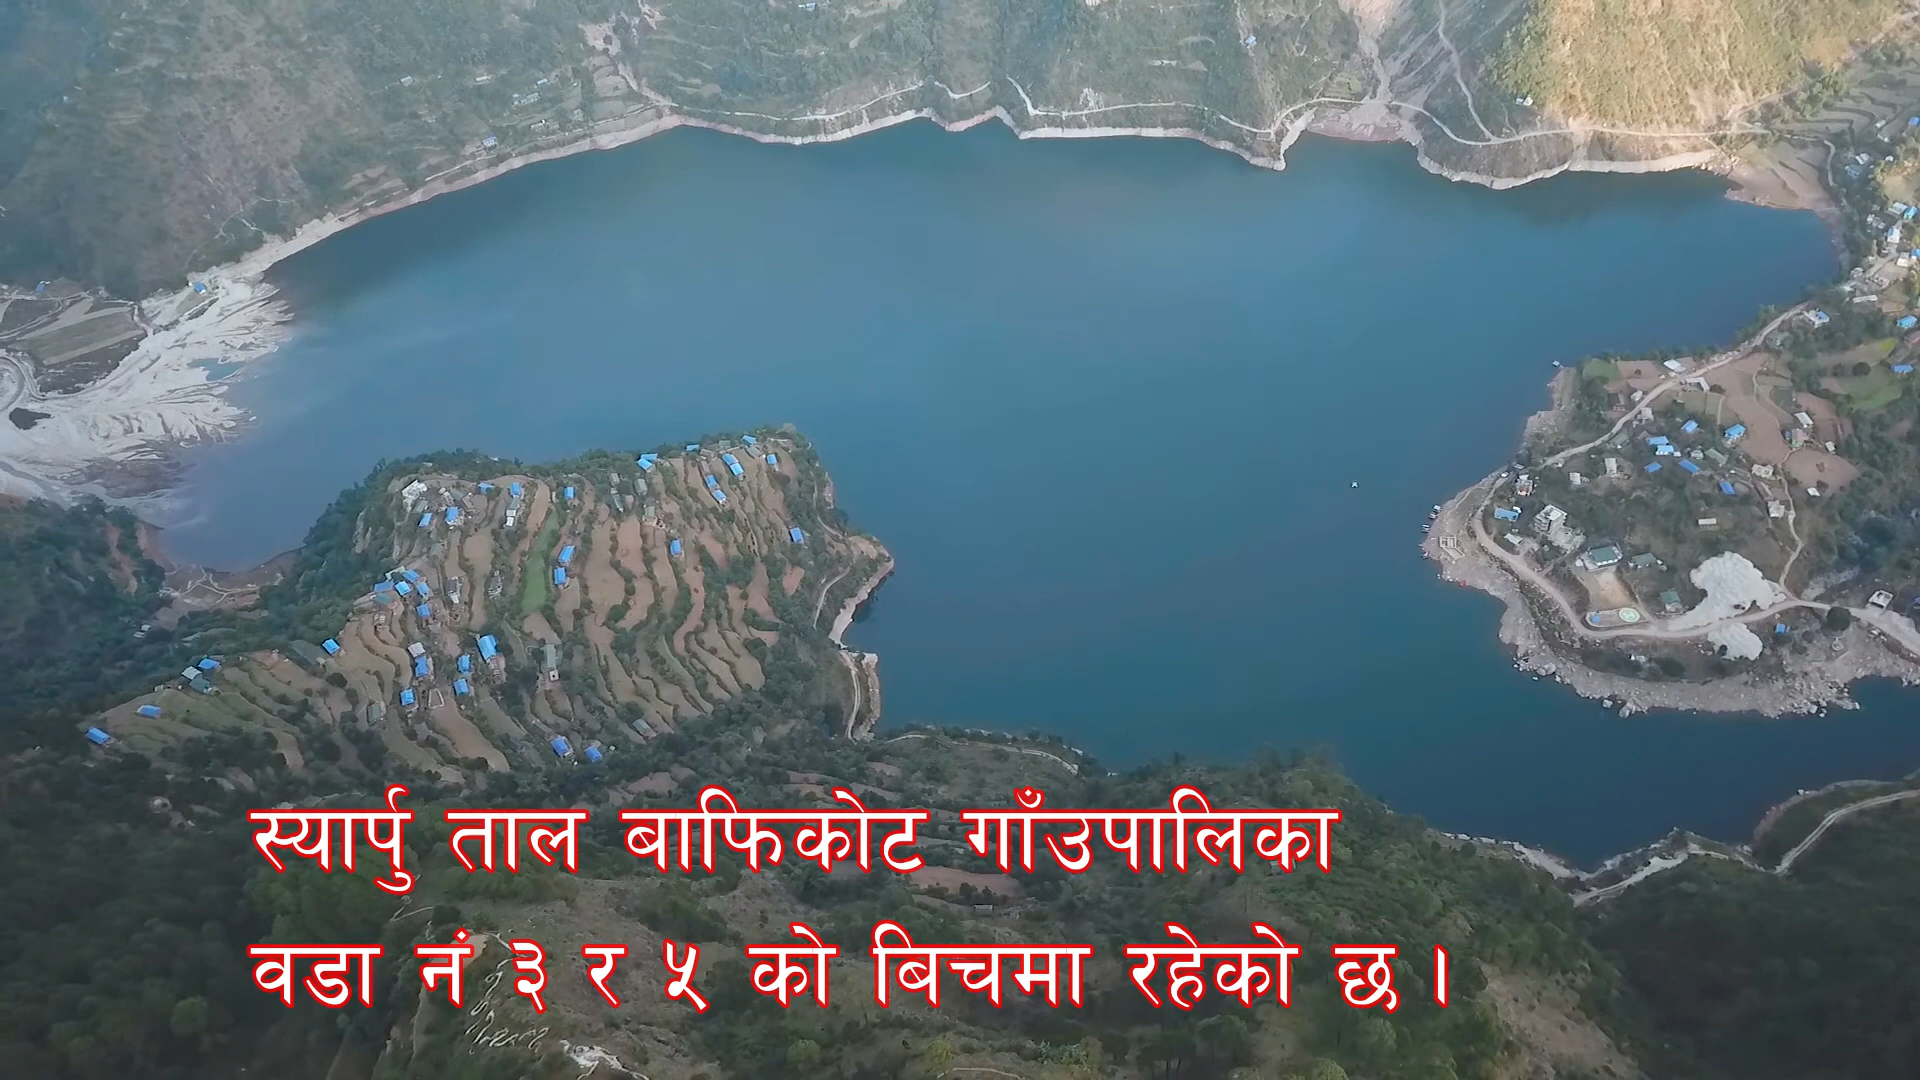 स्यार्पु ताल बाफिकोट गाँउपालिका
वडा नं ३ र ५ को बिचमा रहेको छ ।